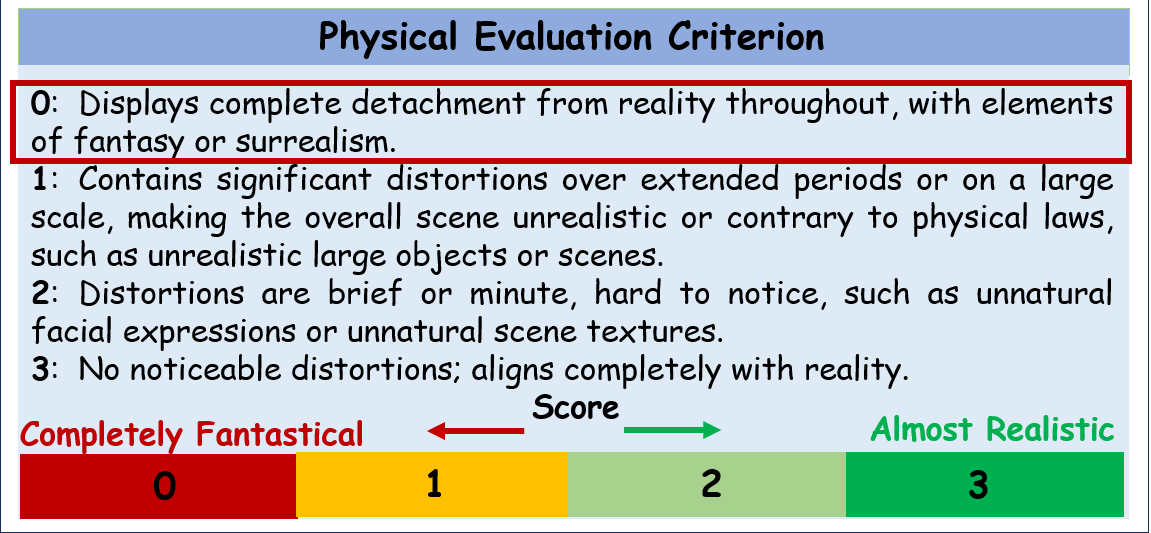 Physical Evaluation Criterion
0: Displays complete detachment from reality throughout, with elements
of fantasy or surrealism.
1: Contains significant distortions over extended periods or on a large
scale, making the overall scene unrealistic or contrary to physical laws,
such as unrealistic large objects or scenes.
2: Distortions are brief or minute, hard to notice, such as unnatural
facial expressions or unnatural scene textures.
3: No noticeable distortions; aligns completely with reality.
Score
Completely Fantastical
Almost Realistic
0 1 2 3